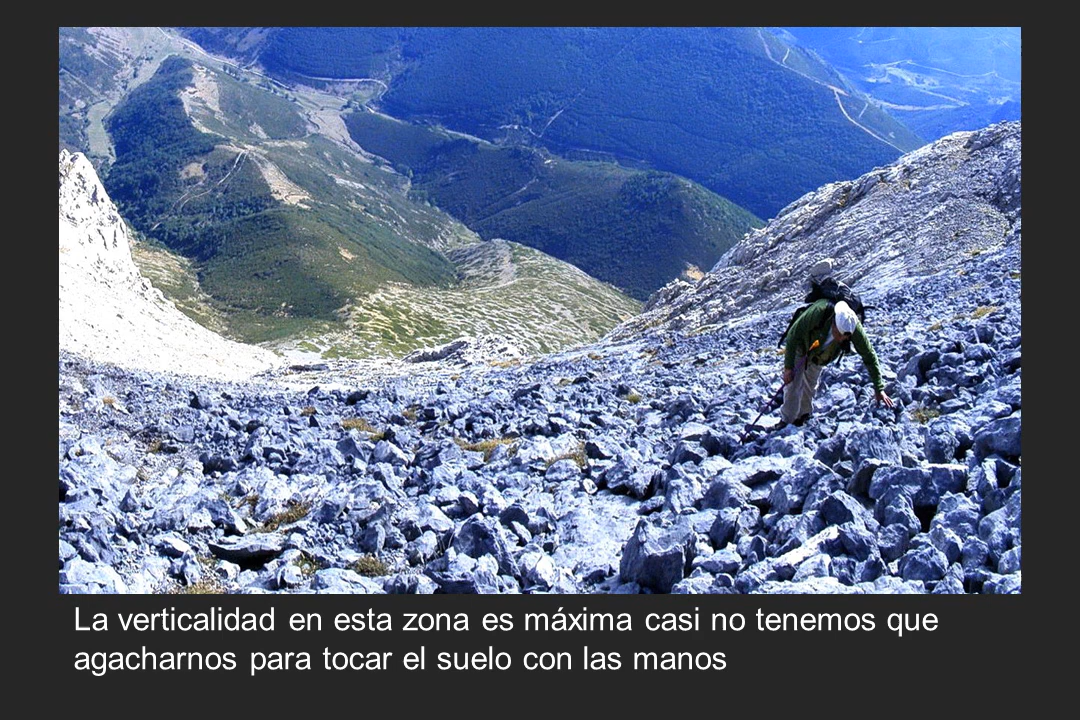 La verticalidad en esta zona es máxima casi no tenemos que
agacharnos para tocar el suelo con las manos